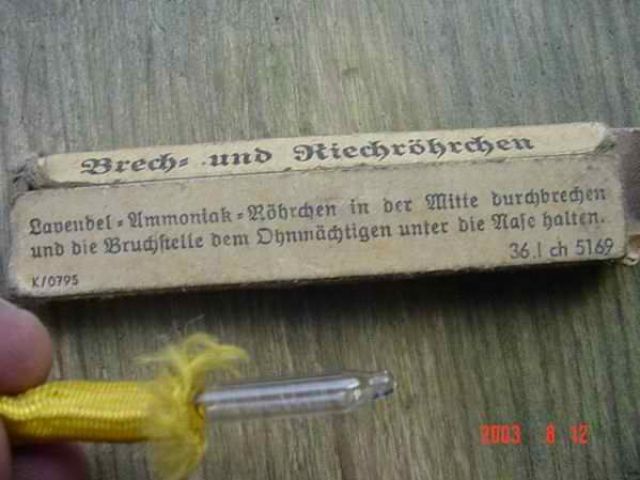 Brech- und Riechröhrchen
Lavendel-Ammoniak-Röhrchen in der Mitte durchbrechen
und die Bruchstelle dem Ohnmächtigen unter die Nase halten.
36.I ch 5169
K/0795
2003 8 12